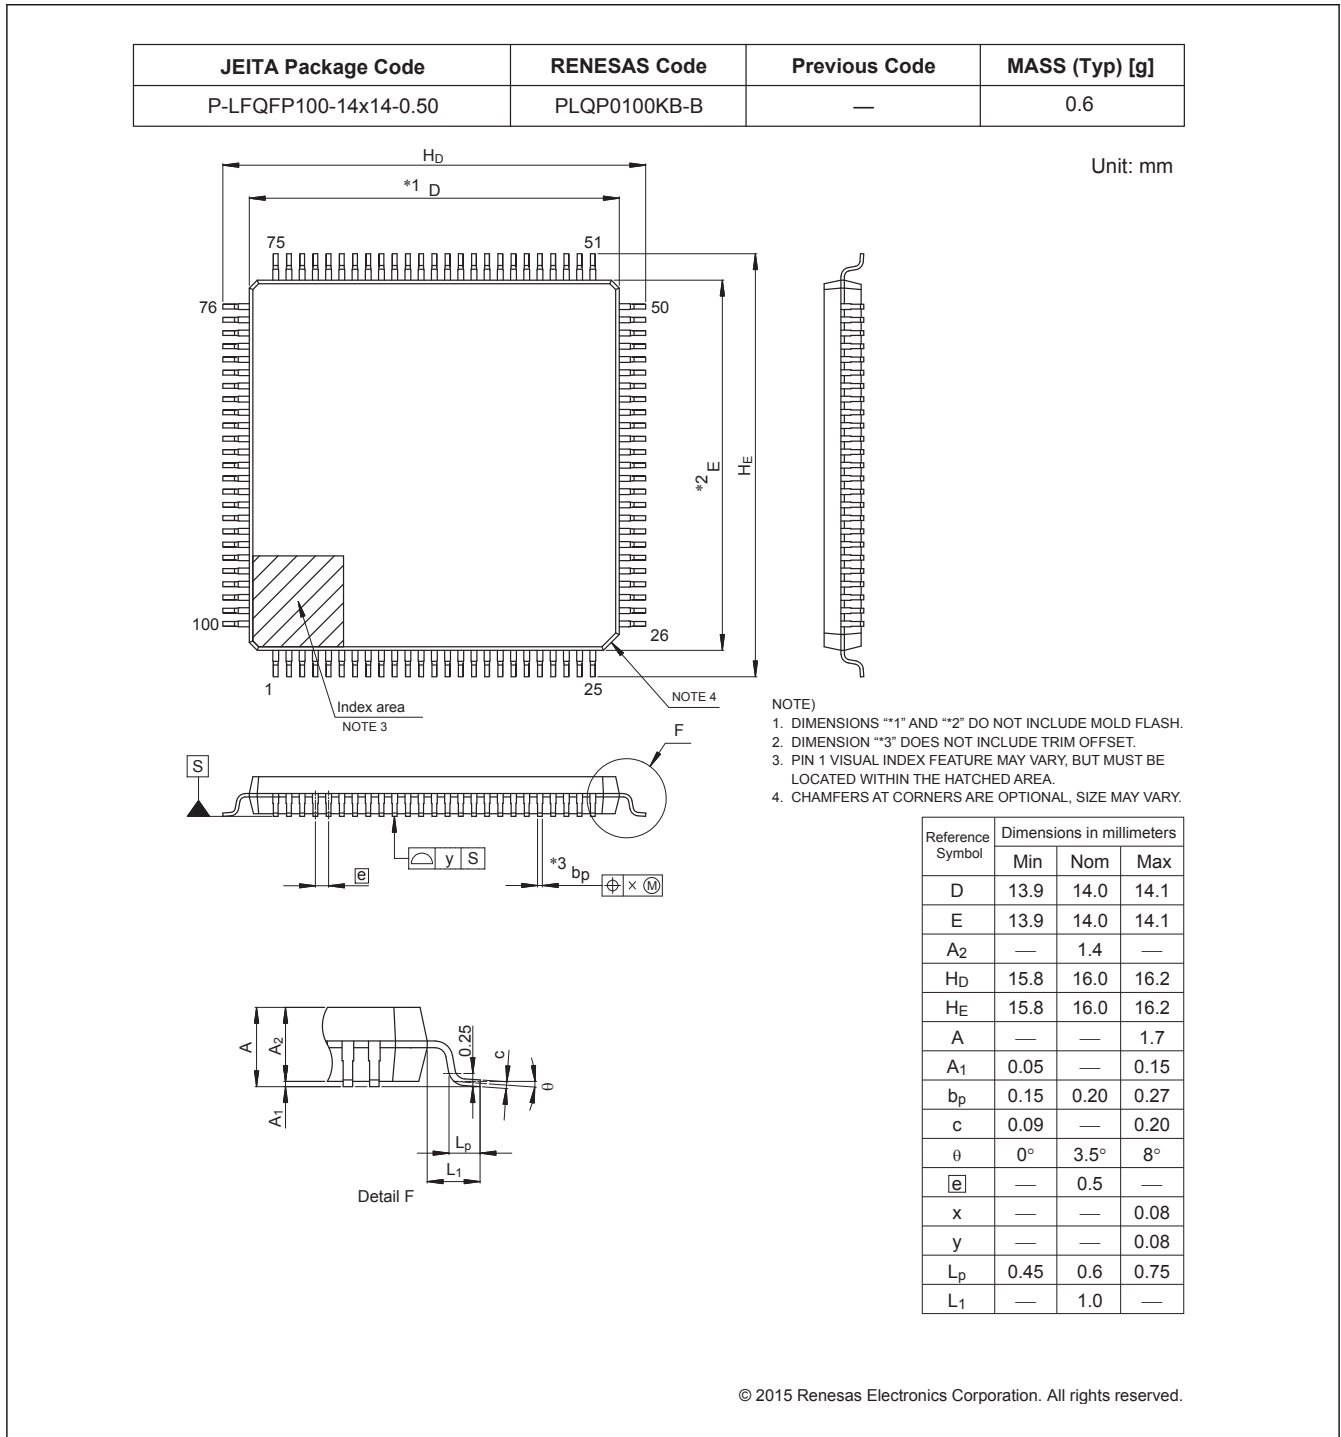 JEITA Package Code RENESAS Code Previous Code MASS (Typ) [g]
P-LFQFP100-14x14-0.50 PLQP0100KB-B — 0.6
Unit: mm
HD
*1 D
75 51
76 50
*2 E
HE
100 26
1 25
NOTE 4
Index area
NOTE 3
F
NOTE)
1. DIMENSIONS “*1” AND “*2” DO NOT INCLUDE MOLD FLASH.
2. DIMENSION “*3” DOES NOT INCLUDE TRIM OFFSET.
3. PIN 1 VISUAL INDEX FEATURE MAY VARY, BUT MUST BE
LOCATED WITHIN THE HATCHED AREA.
4. CHAMFERS AT CORNERS ARE OPTIONAL, SIZE MAY VARY.
S
y S
e
*3 bp
× Ⓜ
A
A2
A1
0.25
c
θ
Lp
L1
Detail F
Reference Symbol Dimensions in millimeters
Min Nom Max
D 13.9 14.0 14.1
E 13.9 14.0 14.1
A2 — 1.4 —
HD 15.8 16.0 16.2
HE 15.8 16.0 16.2
A — — 1.7
A1 0.05 — 0.15
bp 0.15 0.20 0.27
c 0.09 — 0.20
θ 0° 3.5° 8°
e — 0.5 —
x — — 0.08
y — — 0.08
Lp 0.45 0.6 0.75
L1 — 1.0 —
© 2015 Renesas Electronics Corporation. All rights reserved.